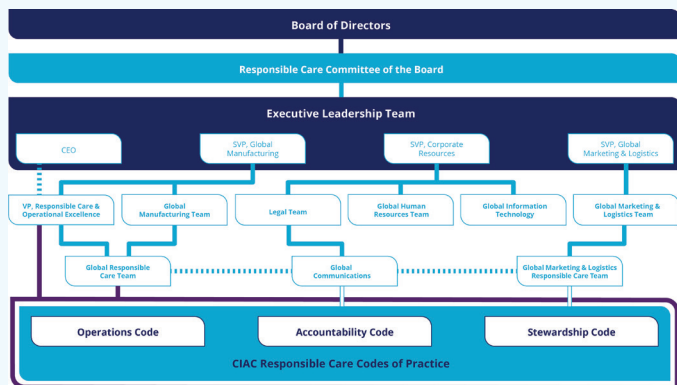 Board of Directors
Responsible Care Committee of the Board
Executive Leadership Team
CEO
SVP, Global
Manufacturing
SVP, Corporate
Resources
SVP, Global
Marketing & Logistics
VP, Responsible Care &
Operational Excellence
Global
Manufacturing Team
Legal Team
Global Human
Resources Team
Global Information
Technology
Global Marketing &
Logistics Team
Global Responsible
Care Team
Global
Communications
Global Marketing & Logistics
Responsible Care Team
Operations Code
Accountability Code
Stewardship Code
CIAC Responsible Care Codes of Practice